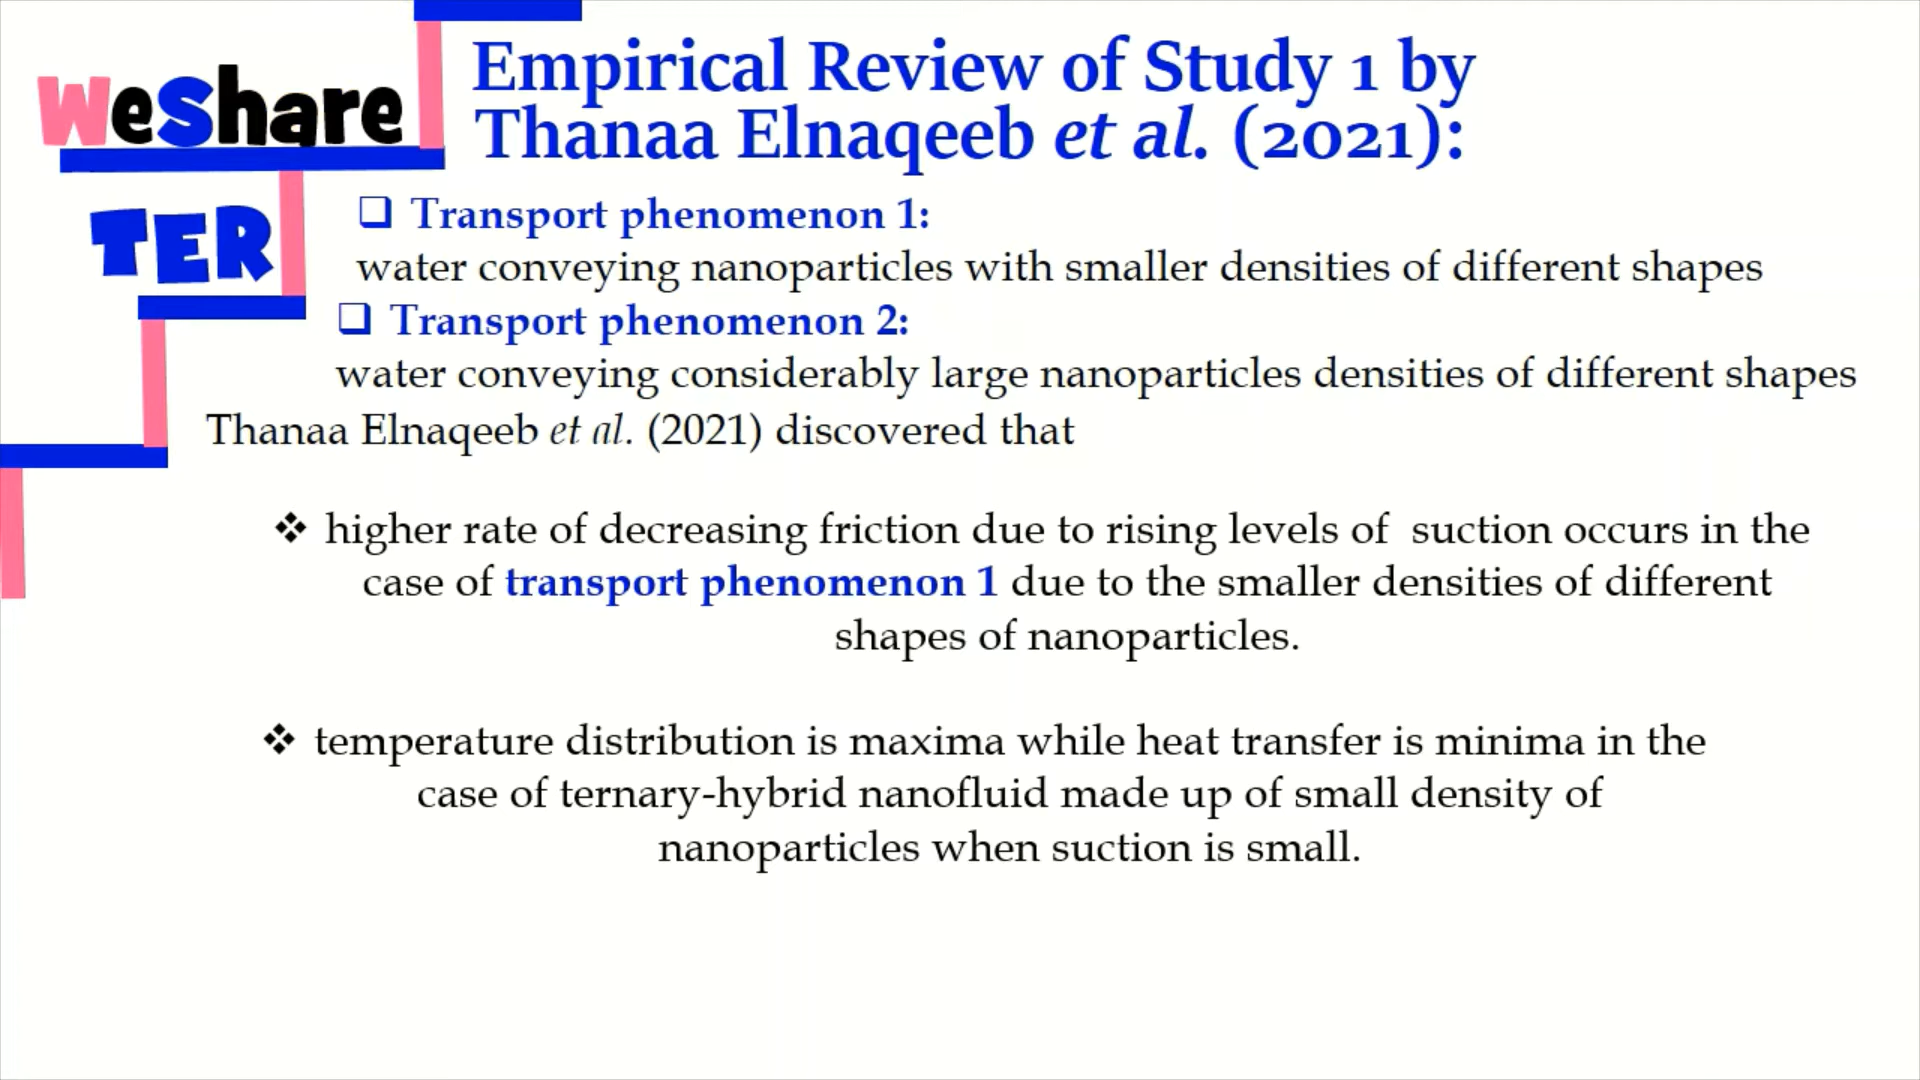 WeShare
TER
Empirical Review of Study 1 by
Thanaa Elnaqeeb et al. (2021):
❑ Transport phenomenon 1:
water conveying nanoparticles with smaller densities of different shapes
❑ Transport phenomenon 2:
water conveying considerably large nanoparticles densities of different shapes
Thanaa Elnaqeeb et al. (2021) discovered that
❖ higher rate of decreasing friction due to rising levels of suction occurs in the
case of transport phenomenon 1 due to the smaller densities of different
shapes of nanoparticles.
❖ temperature distribution is maxima while heat transfer is minima in the
case of ternary-hybrid nanofluid made up of small density of
nanoparticles when suction is small.